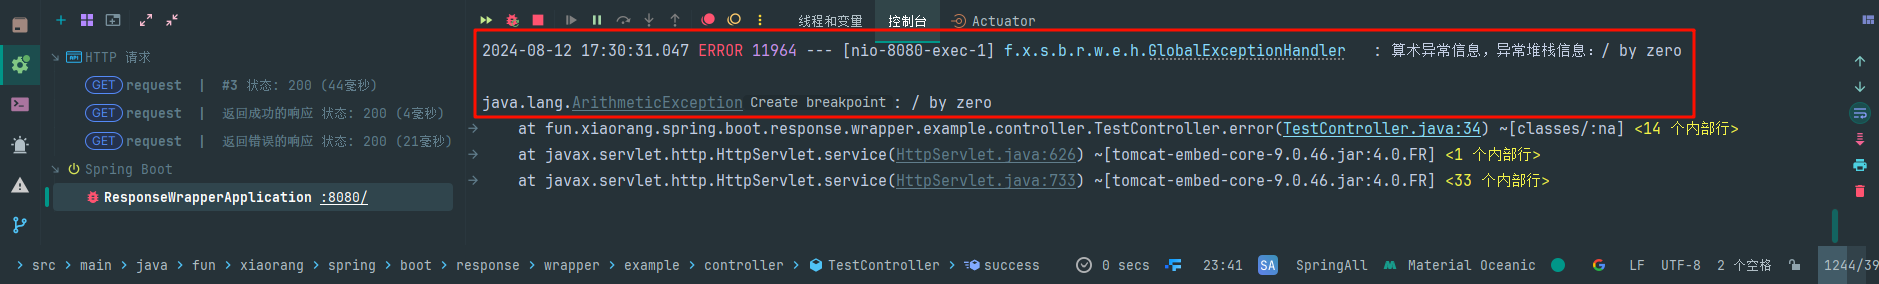 线程和变量 控制台 Actuator
HTTP 请求
GET request | #3 状态: 200 (44毫秒)
GET request | 返回成功的响应 状态: 200 (4毫秒)
GET request | 返回错误的响应 状态: 200 (21毫秒)
Spring Boot
ResponseWrapperApplication :8080/
2024-08-12 17:30:31.047 ERROR 11964 --- [nio-8080-exec-1] f.x.s.b.r.w.e.h.GlobalExceptionHandler : 算术异常信息，异常堆栈信息：/ by zero
java.lang.ArithmeticException Create breakpoint : / by zero
at fun.xiaorang.spring.boot.response.wrapper.example.controller.TestController.error(TestController.java:34) ~[classes/:na] <14 个内部行>
at javax.servlet.http.HttpServlet.service(HttpServlet.java:626) ~[tomcat-embed-core-9.0.46.jar:4.0.FR] <1 个内部行>
at javax.servlet.http.HttpServlet.service(HttpServlet.java:733) ~[tomcat-embed-core-9.0.46.jar:4.0.FR] <33 个内部行>
src > main > java > fun > xiaorang > spring > boot > response > wrapper > example > controller > TestController > success 0 secs 23:41 SA SpringAll Material Oceanic G LF UTF-8 2 个空格 1244/39